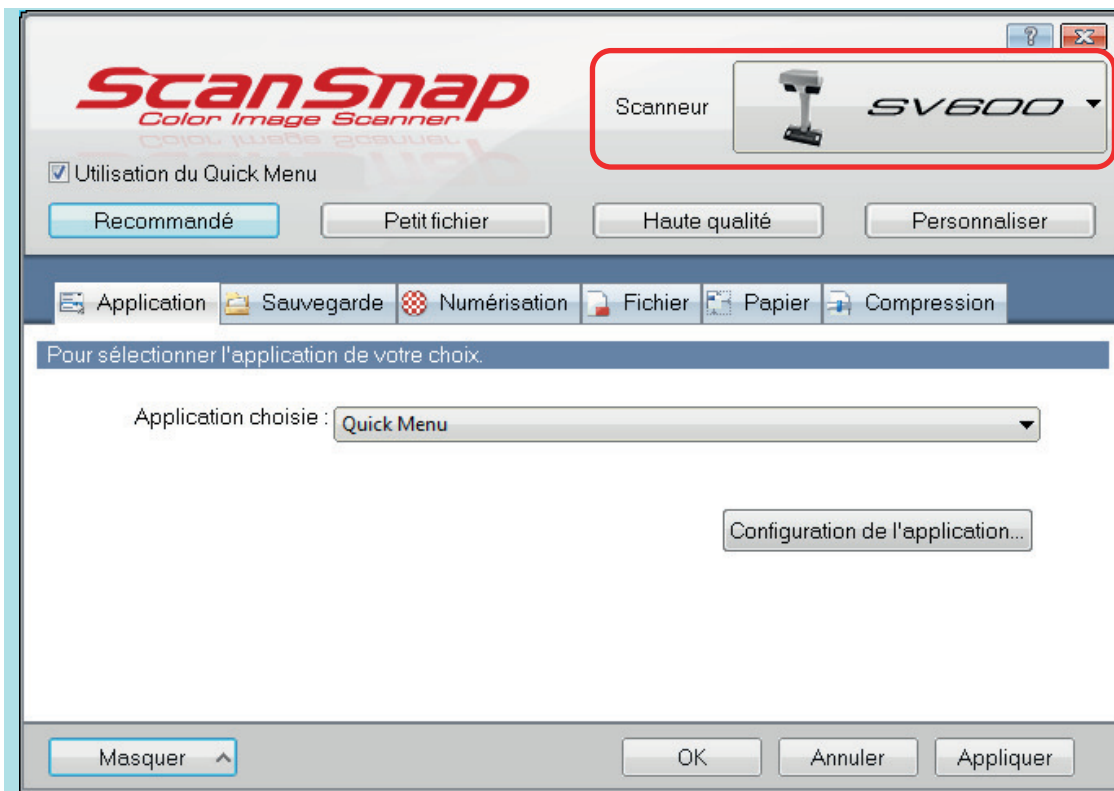 ScanSnap
Color Image Scanner
Scanneur
SV600
Utilisation du Quick Menu
Recommandé
Petit fichier
Haute qualité
Personnaliser
Application
Sauvegarde
Numérisation
Fichier
Papier
Compression
Pour sélectionner l'application de votre choix.
Application choisie :
Quick Menu
Configuration de l'application...
Masquer
OK
Annuler
Appliquer